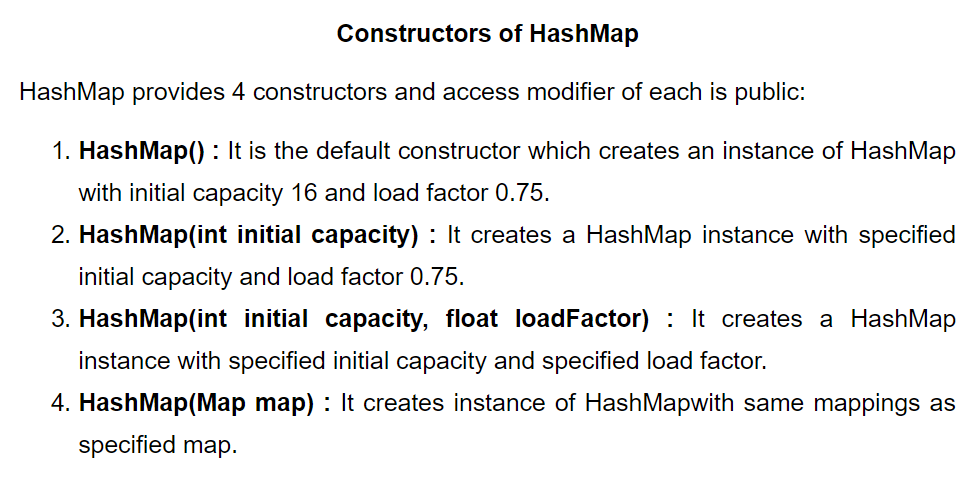 Constructors of HashMap
HashMap provides 4 constructors and access modifier of each is public:
1. HashMap() : It is the default constructor which creates an instance of HashMap
with initial capacity 16 and load factor 0.75.
2. HashMap(int initial capacity) : It creates a HashMap instance with specified
initial capacity and load factor 0.75.
3. HashMap(int initial capacity, float loadFactor) : It creates a HashMap
instance with specified initial capacity and specified load factor.
4. HashMap(Map map) : It creates instance of HashMapwith same mappings as
specified map.